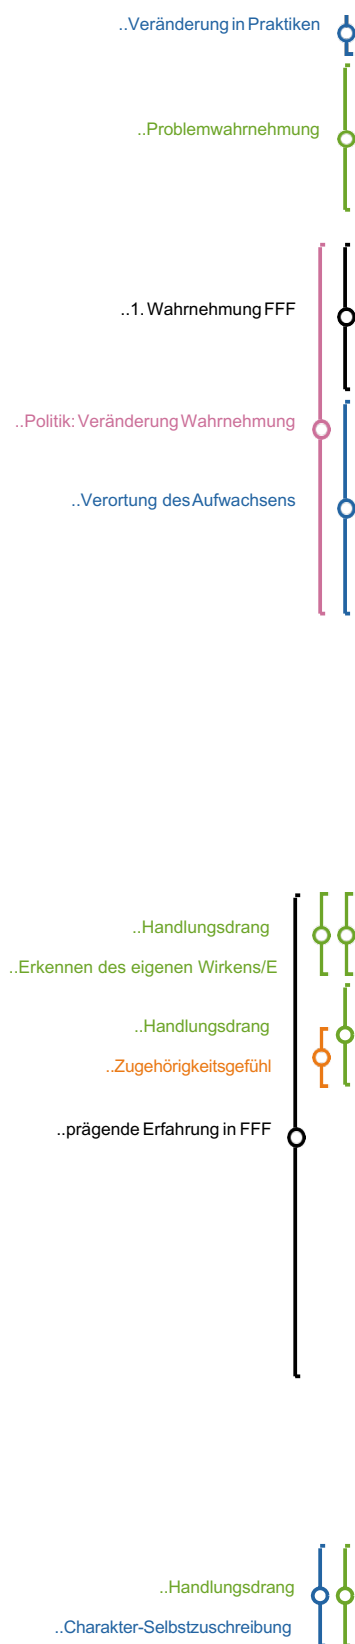 ..Veränderung in Praktiken
..Problemwahrnehmung
..1. Wahrnehmung FFF
..Politik: Veränderung Wahrnehmung
..Verortung des Aufwachsens
..Handlungsdrang
..Erkennen des eigenen Wirkens/E
..Handlungsdrang
..Zugehörigkeitsgefühl
..prägende Erfahrung in FFF
..Handlungsdrang
..Charakter-Selbstzuschreibung